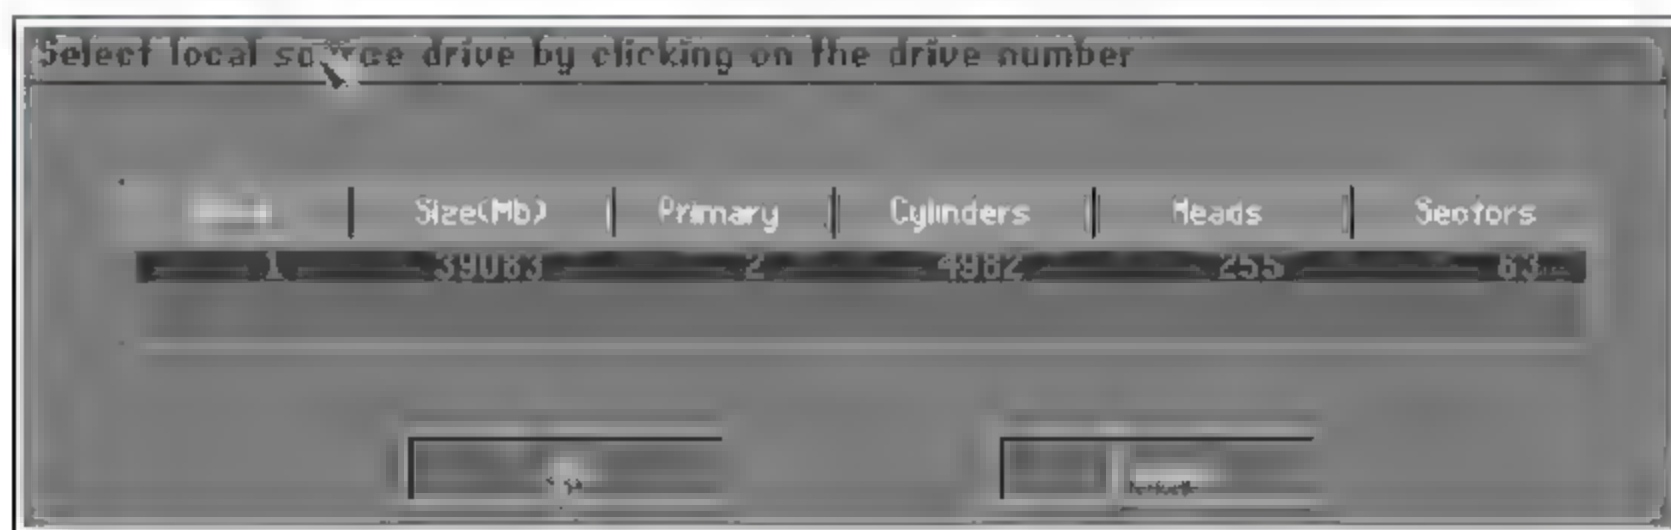 Select local source drive by clicking on the drive number
Size(Mb) Primary Cylinders Heads Sectors
1 39083 2 4982 255 63